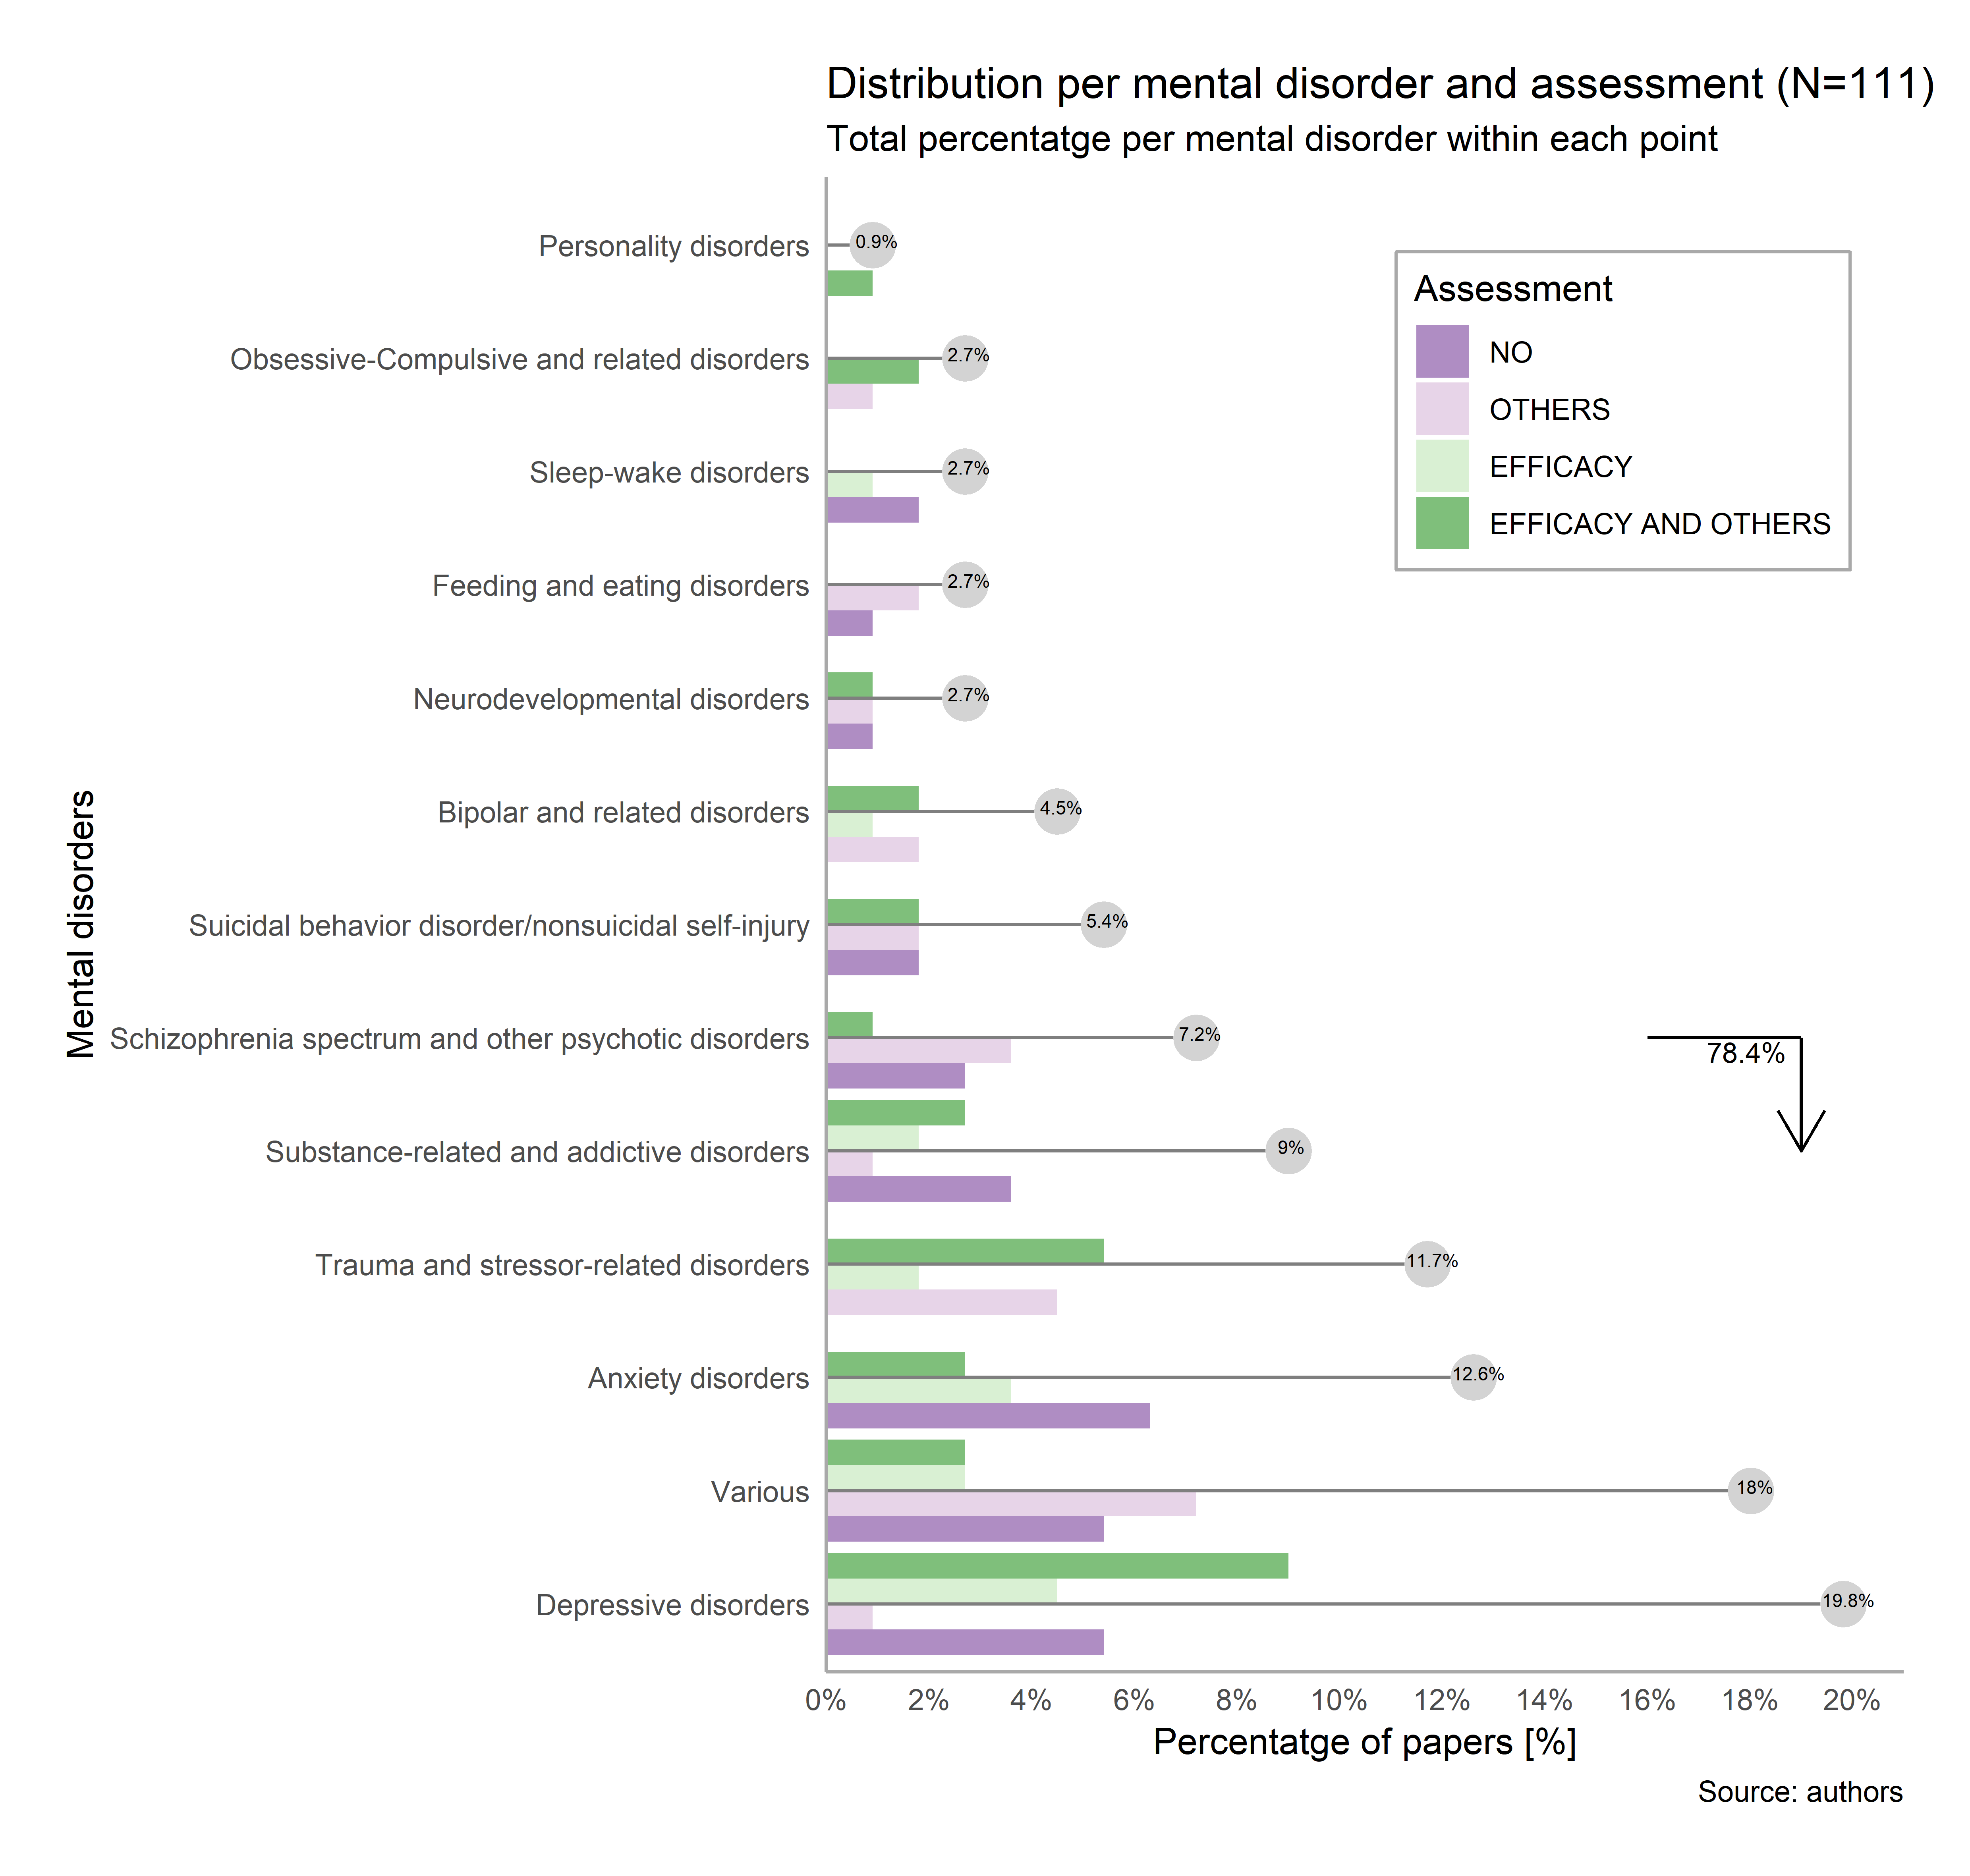 Distribution per mental disorder and assessment (N=111)
Total percentatge per mental disorder within each point
Personality disorders
0.9%
Assessment
NO
OTHERS
EFFICACY
EFFICACY AND OTHERS
Obsessive-Compulsive and related disorders
2.7%
Sleep-wake disorders
2.7%
Feeding and eating disorders
2.7%
Neurodevelopmental disorders
2.7%
Bipolar and related disorders
4.5%
Suicidal behavior disorder/nonsuicidal self-injury
5.4%
Schizophrenia spectrum and other psychotic disorders
7.2%
78.4%
Substance-related and addictive disorders
9%
Trauma and stressor-related disorders
11.7%
Anxiety disorders
12.6%
Various
18%
Depressive disorders
19.8%
Mental disorders
0% 2% 4% 6% 8% 10% 12% 14% 16% 18% 20%
Percentatge of papers [%]
Source: authors